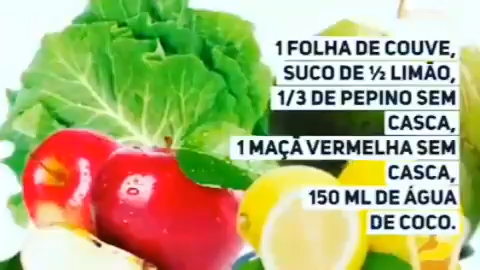 1 FOLHA DE COUVE,
SUCO DE ½ LIMÃO,
1/3 DE PEPINO SEM
CASCA,
1 MAÇÃ VERMELHA SEM
CASCA,
150 ML DE ÁGUA
DE COCO.